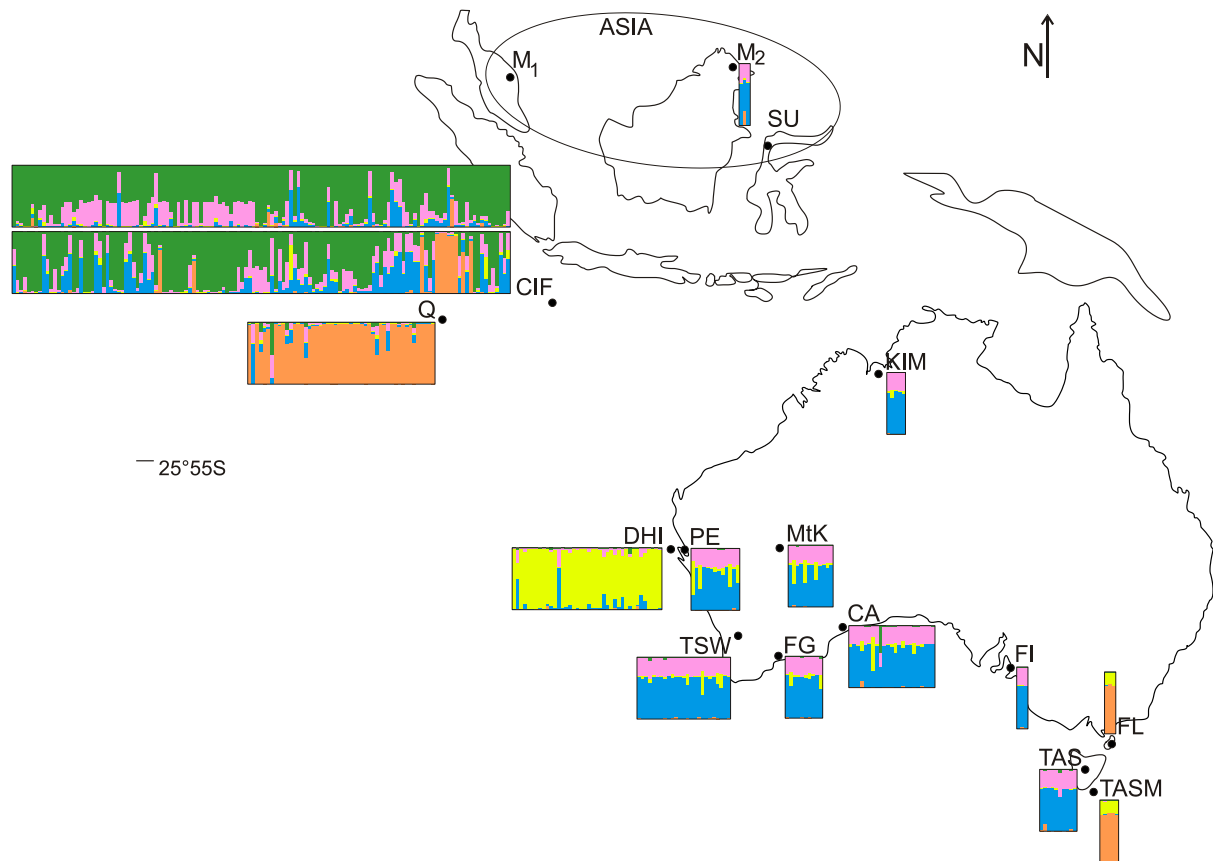 ASIA
M1
M2
N
SU
CIF
Q
KIM
25°55S
DHI
PE
MtK
CA
TSW
FG
FI
FL
TAS
TASM